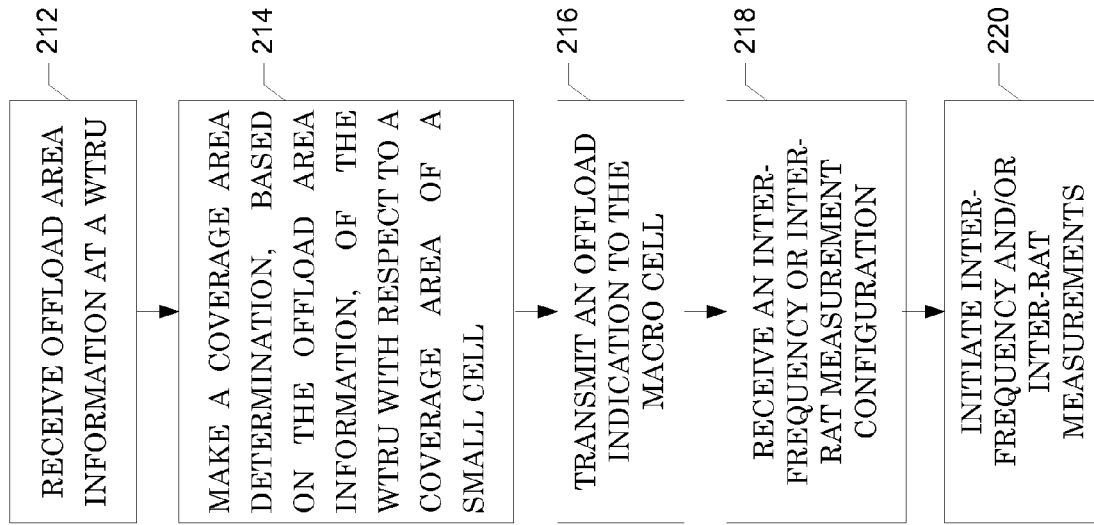 212
RECEIVE OFFLOAD AREA
INFORMATION AT A WTRU
214
MAKE A COVERAGE AREA
DETERMINATION, BASED
ON THE OFFLOAD AREA
INFORMATION, OF THE
WTRU WITH RESPECT TO A
COVERAGE AREA OF A
SMALL CELL
216
TRANSMIT AN OFFLOAD
INDICATION TO THE
MACRO CELL
218
RECEIVE AN INTER-
FREQUENCY OR INTER-
RAT MEASUREMENT
CONFIGURATION
220
INITIATE INTER-
FREQUENCY AND/OR
INTER-RAT
MEASUREMENTS